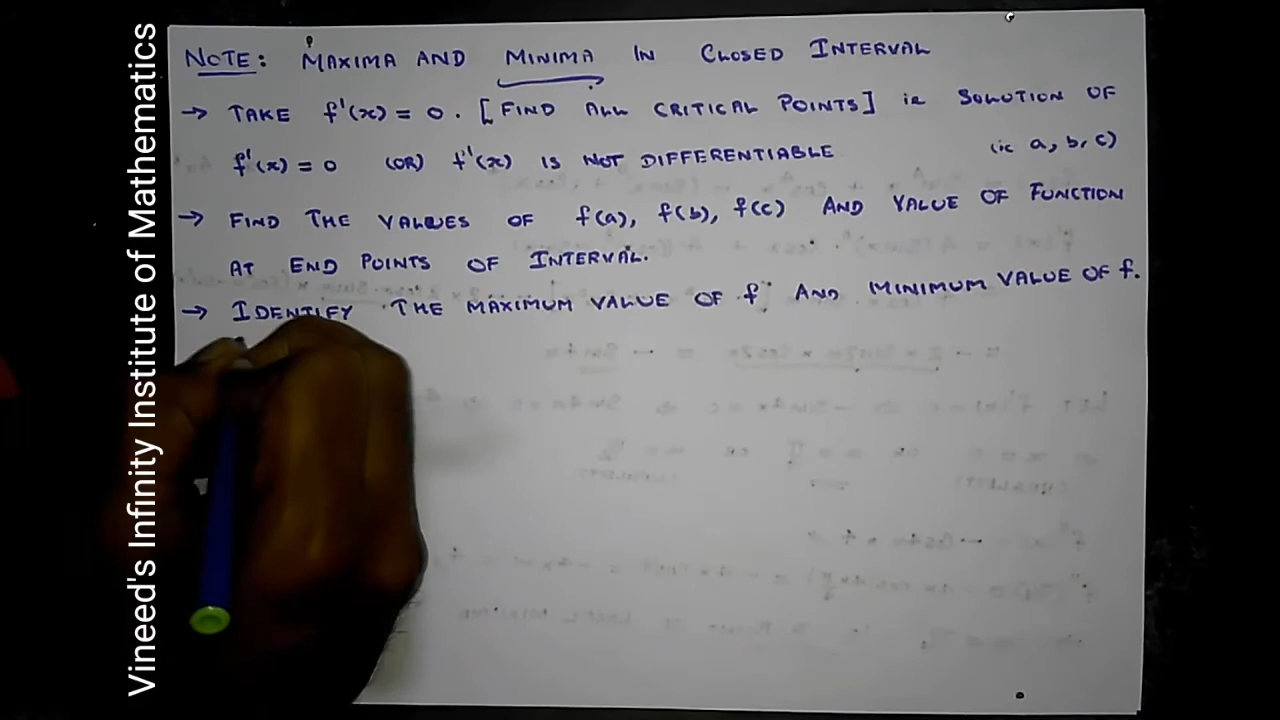 Vineed's Infinity Institute of Mathematics
NOTE: MAXIMA AND MINIMA IN CLOSED INTERVAL
→ TAKE f'(x) = 0. [FIND ALL CRITICAL POINTS] ie SOLUTION OF
f'(x) = 0 (OR) f'(x) IS NOT DIFFERENTIABLE (ie a, b, c)
→ FIND THE VALUES OF f(a), f(b), f(c) AND VALUE OF FUNCTION
AT END POINTS OF INTERVAL.
→ IDENTIFY THE MAXIMUM VALUE OF f AND MINIMUM VALUE OF f.